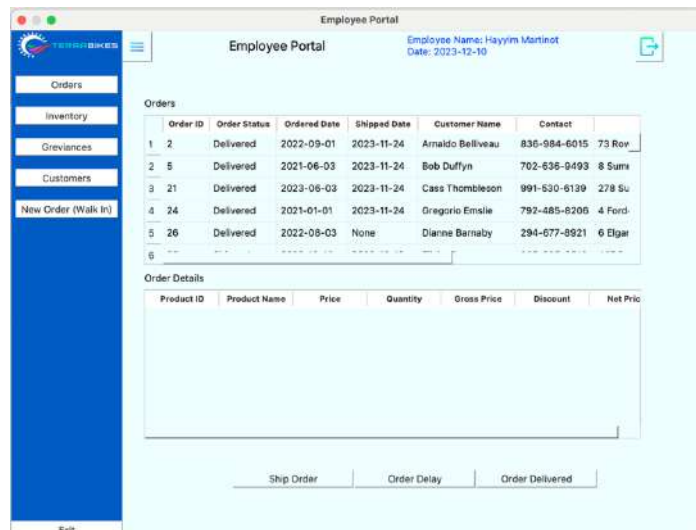 Employee Portal
TERRABIKES
Employee Portal
Employee Name: Hayyim Martinot
Date: 2023-12-10
Orders
Inventory
Greviances
Customers
New Order (Walk In)
Exit
Orders
Order ID Order Status Ordered Date Shipped Date Customer Name Contact
1 2 Delivered 2022-09-01 2023-11-24 Arnaldo Belliveau 836-984-6015 73 Row
2 5 Delivered 2021-06-03 2023-11-24 Bob Duffyn 702-636-9493 8 Sum
3 21 Delivered 2023-06-03 2023-11-24 Cass Thombleson 991-530-6139 278 Su
4 24 Delivered 2021-01-01 2023-11-24 Gregorio Emslie 792-485-8206 4 Ford
5 26 Delivered 2022-08-03 None Dianne Barnaby 294-677-8921 6 Elgar
6
Order Details
Product ID Product Name Price Quantity Gross Price Discount Net Pric
Ship Order Order Delay Order Delivered